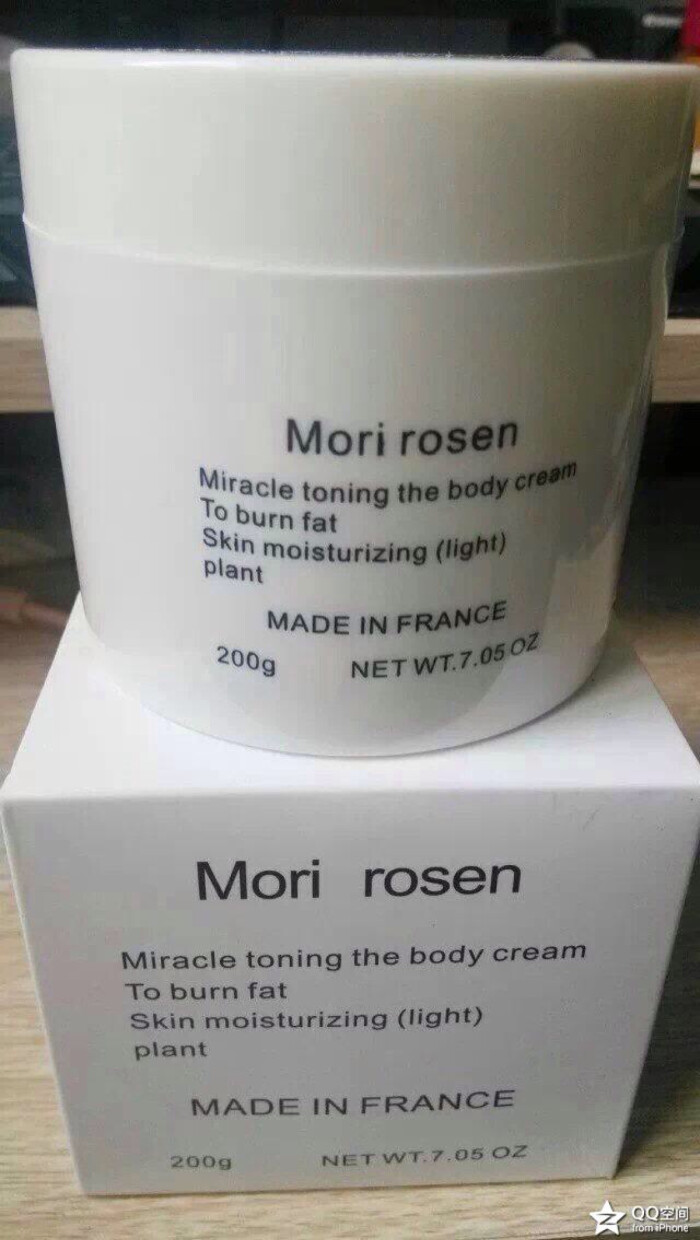 Mori rosen
Miracle toning the body cream
To burn fat
Skin moisturizing (light)
plant
MADE IN FRANCE
200g NET WT.7.05 OZ
Mori rosen
Miracle toning the body cream
To burn fat
Skin moisturizing (light)
plant
MADE IN FRANCE
200g NET WT.7.05 OZ
QQ空间
from iPhone